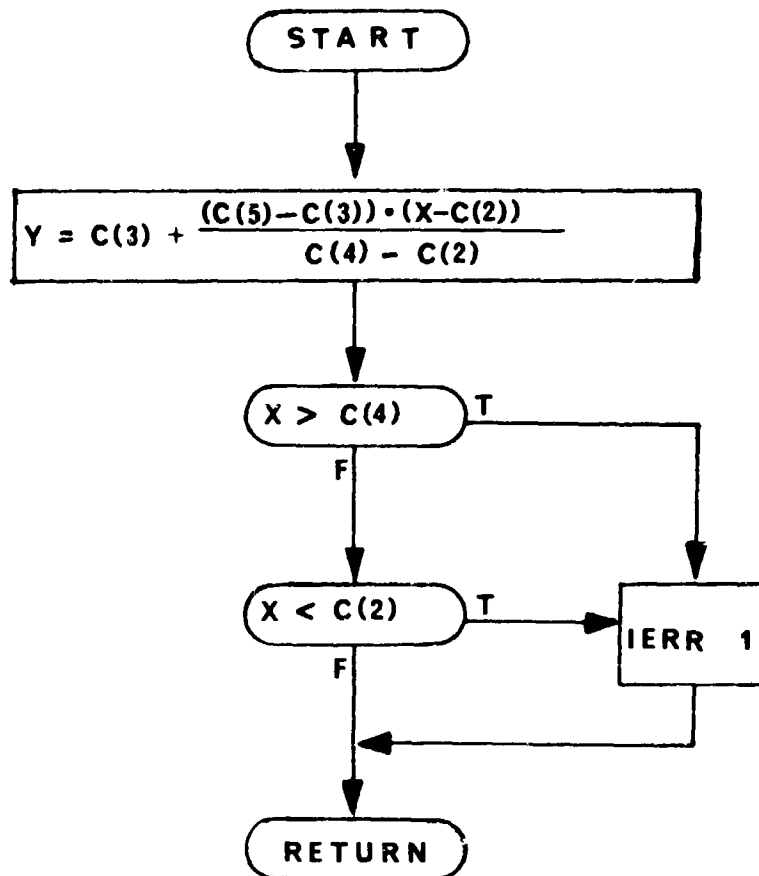 START
Y = C(3) + (C(5)-C(3))•(X-C(2))
C(4) - C(2)
X > C(4)
T
F
X < C(2)
T
IERR 1
F
RETURN